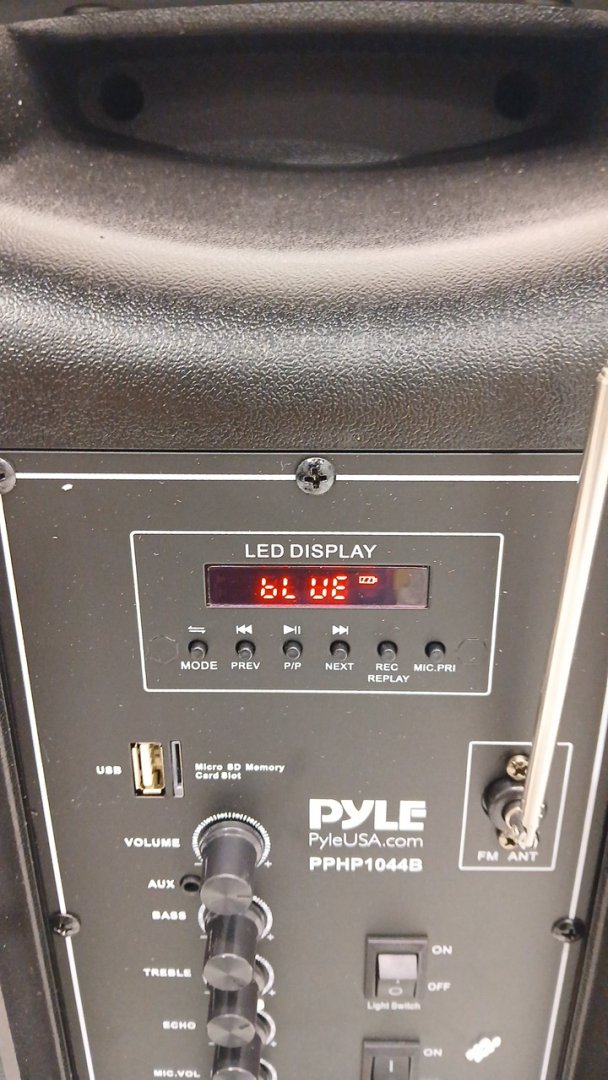 LED DISPLAY
bLUE
MODE PREV P/P NEXT REC REPLAY MIC.PRI
USB
Micro SD Memory
Card Slot
PYLE
PyleUSA.com
PPHP1044B
VOLUME
- +
AUX
FM ANT
BASS
- +
TREBLE
- +
ON
OFF
Light Switch
ECHO
ON
MIC.VOL